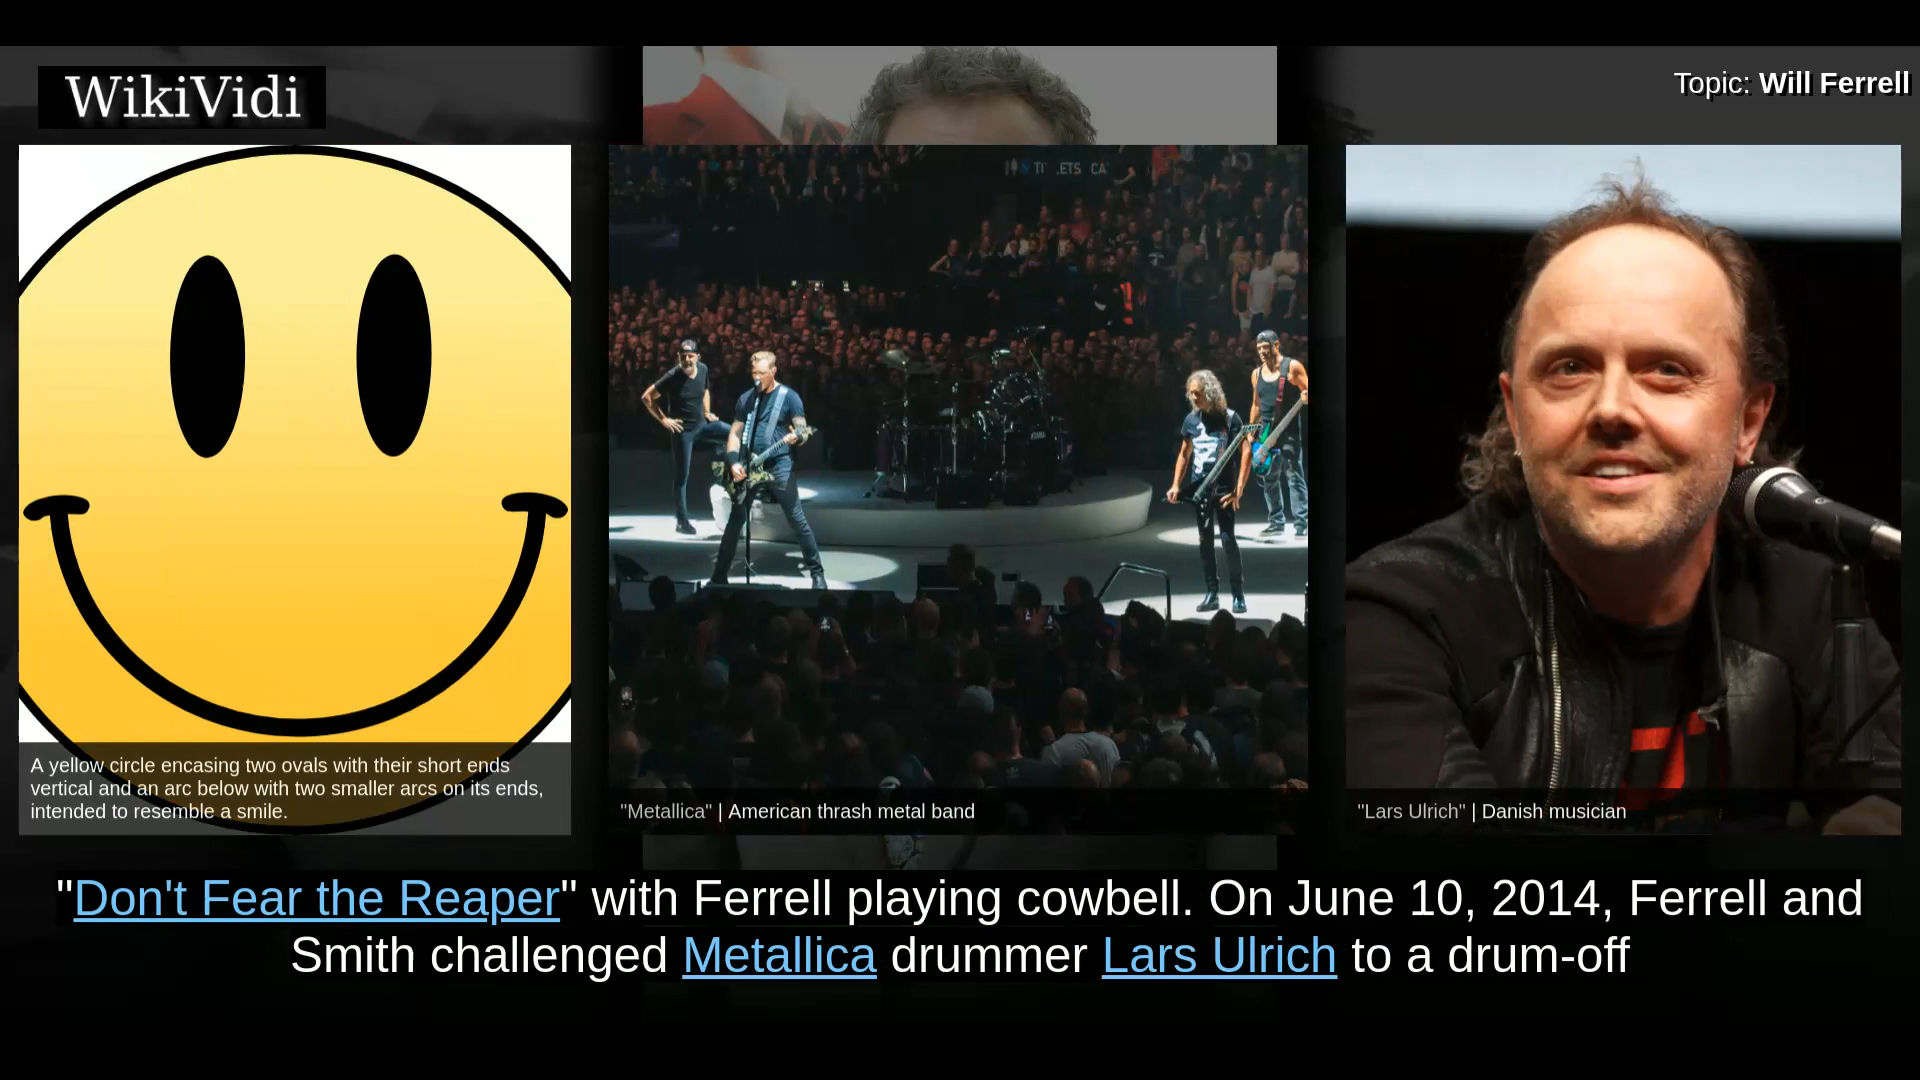 WikiVidi
Topic: Will Ferrell
A yellow circle encasing two ovals with their short ends
vertical and an arc below with two smaller arcs on its ends,
intended to resemble a smile.
"Metallica" | American thrash metal band
"Lars Ulrich" | Danish musician
"Don't Fear the Reaper" with Ferrell playing cowbell. On June 10, 2014, Ferrell and
Smith challenged Metallica drummer Lars Ulrich to a drum-off